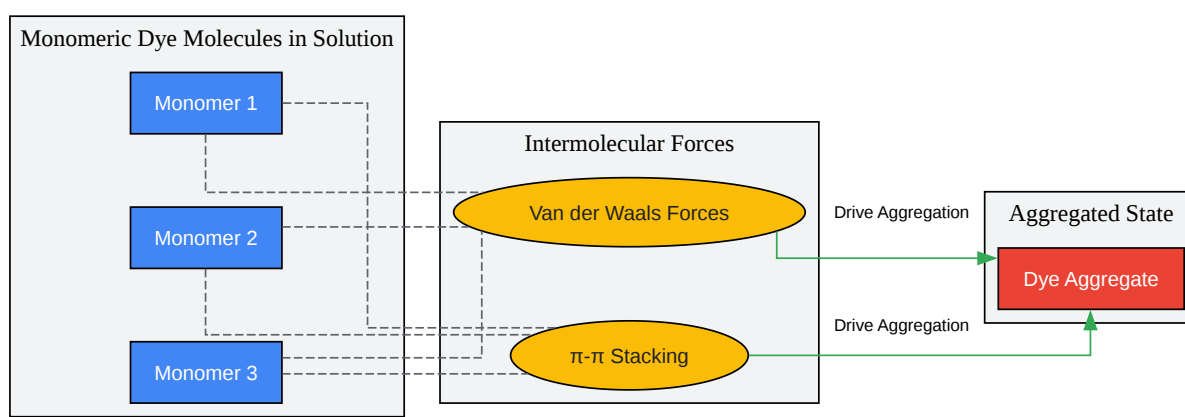 Monomeric Dye Molecules in Solution
Monomer 1
Monomer 2
Monomer 3
Intermolecular Forces
Van der Waals Forces
π-π Stacking
Drive Aggregation
Drive Aggregation
Aggregated State
Dye Aggregate